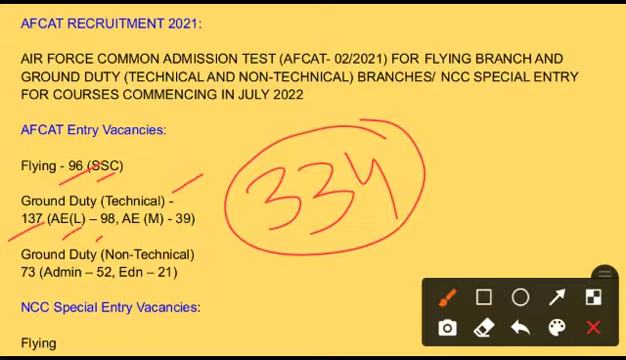 AFCAT RECRUITMENT 2021:
AIR FORCE COMMON ADMISSION TEST (AFCAT- 02/2021) FOR FLYING BRANCH AND
GROUND DUTY (TECHNICAL AND NON-TECHNICAL) BRANCHES/ NCC SPECIAL ENTRY
FOR COURSES COMMENCING IN JULY 2022
AFCAT Entry Vacancies:
Flying - 96 (SSC)
334
Ground Duty (Technical) -
137 (AE(L) – 98, AE (M) - 39)
Ground Duty (Non-Technical)
73 (Admin – 52, Edn – 21)
NCC Special Entry Vacancies:
Flying